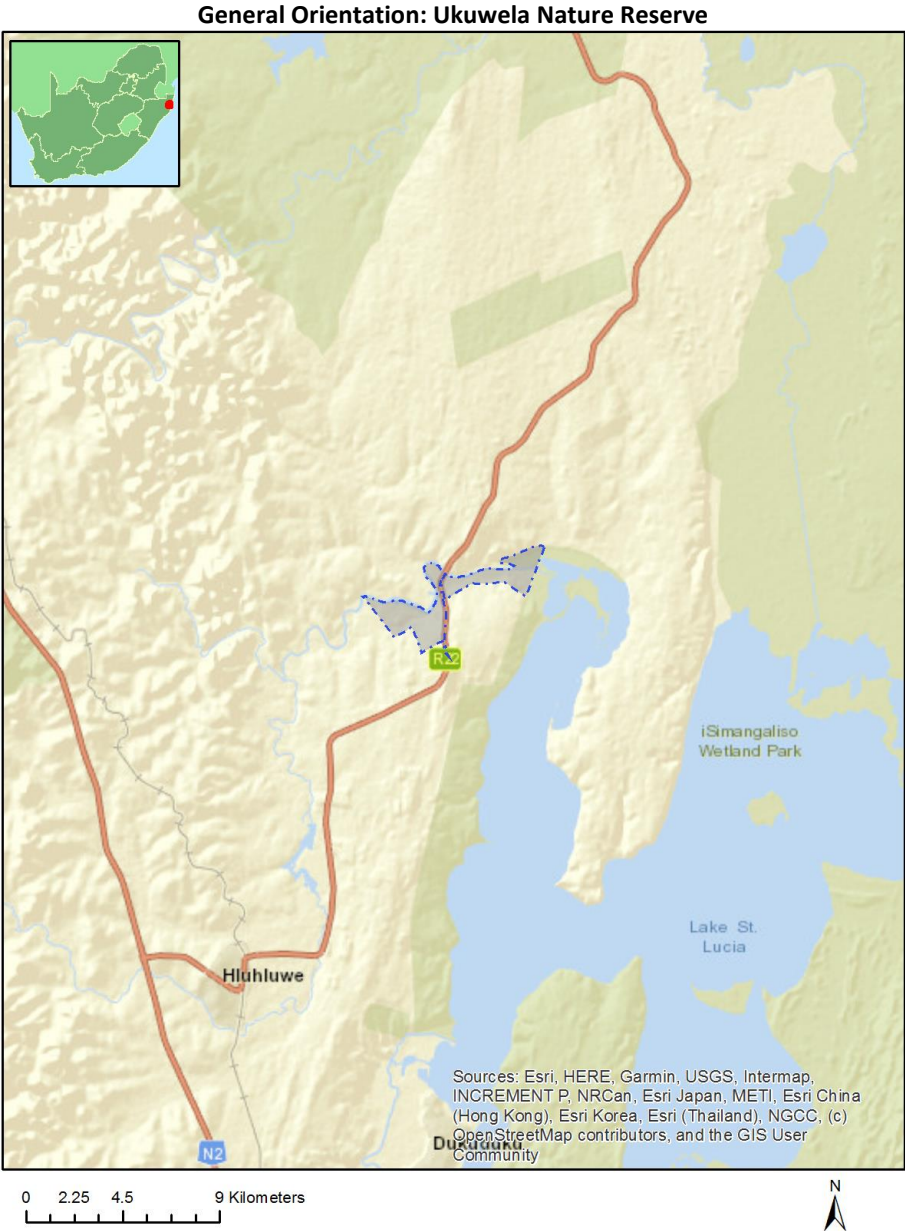 General Orientation: Ukuwela Nature Reserve
R22
iSimangaliso
Wetland Park
Lake St.
Lucia
Hluhluwe
Sources: Esri, HERE, Garmin, USGS, Intermap,
INCREMENT P, NRCan, Esri Japan, METI, Esri China
(Hong Kong), Esri Korea, Esri (Thailand), NGCC, (c)
OpenStreetMap contributors, and the GIS User
Community
Dukuduku
N2
0 2.25 4.5 9 Kilometers
N